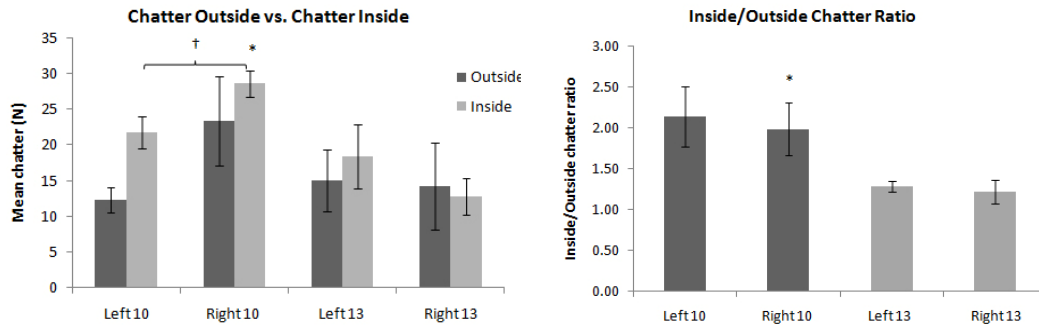 Chatter Outside vs. Chatter Inside
35
30
25
20
15
10
5
0
Mean chatter (N)
†
*
Outside
Inside
Left 10
Right 10
Left 13
Right 13
Inside/Outside Chatter Ratio
3.00
2.50
2.00
1.50
1.00
0.50
0.00
Inside/Outside chatter ratio
*
Left 10
Right 10
Left 13
Right 13